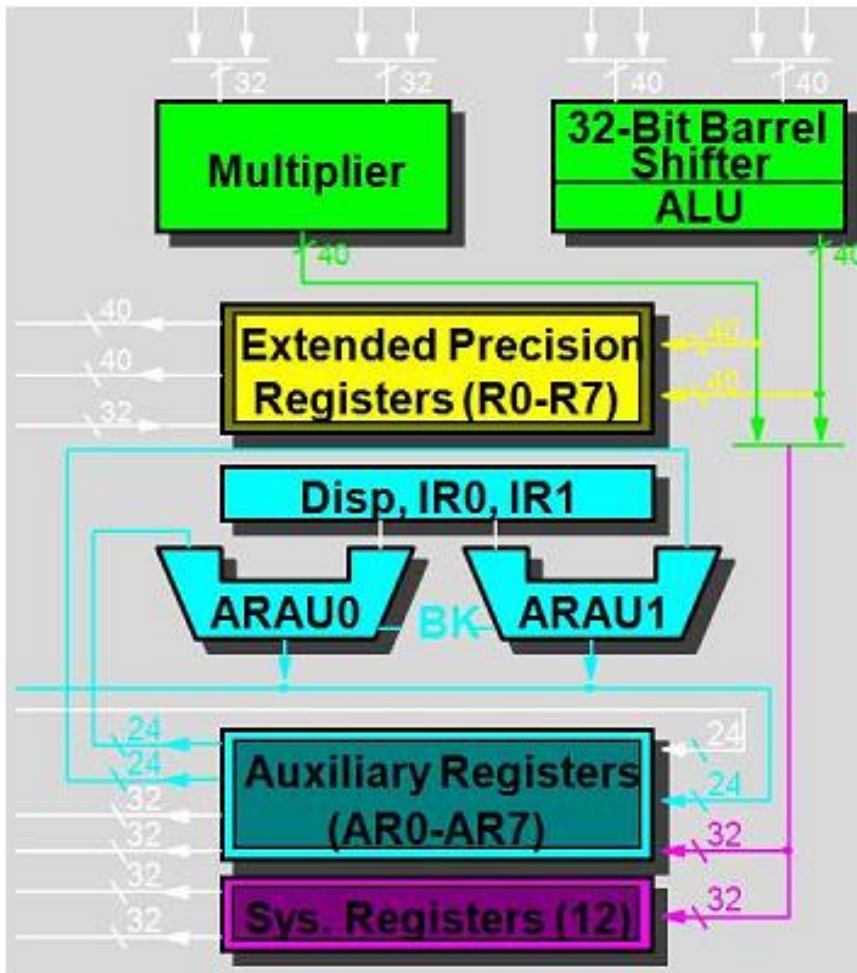 32 32 40 40
Multiplier
32-Bit Barrel
Shifter
ALU
40 40
40
40
32
Extended Precision
Registers (R0-R7)
40
40
Disp, IR0, IR1
ARAU0 BK ARAU1
24
24
32
32
Auxiliary Registers
(AR0-AR7)
24
24
32
32
32
Sys. Registers (12)
32